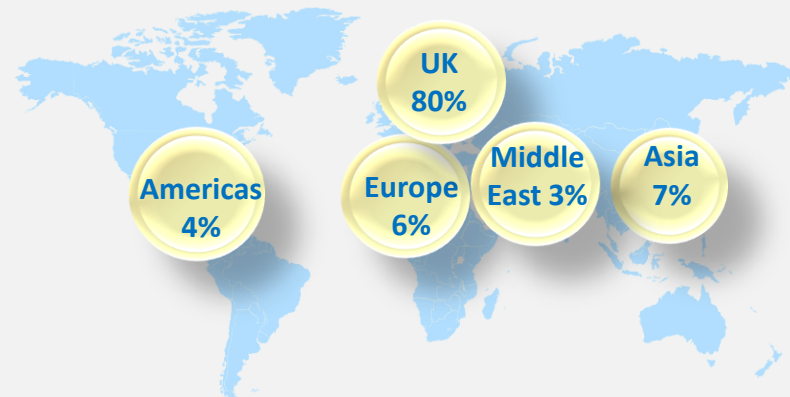 UK
80%
Americas
4%
Europe
6%
Middle
East 3%
Asia
7%